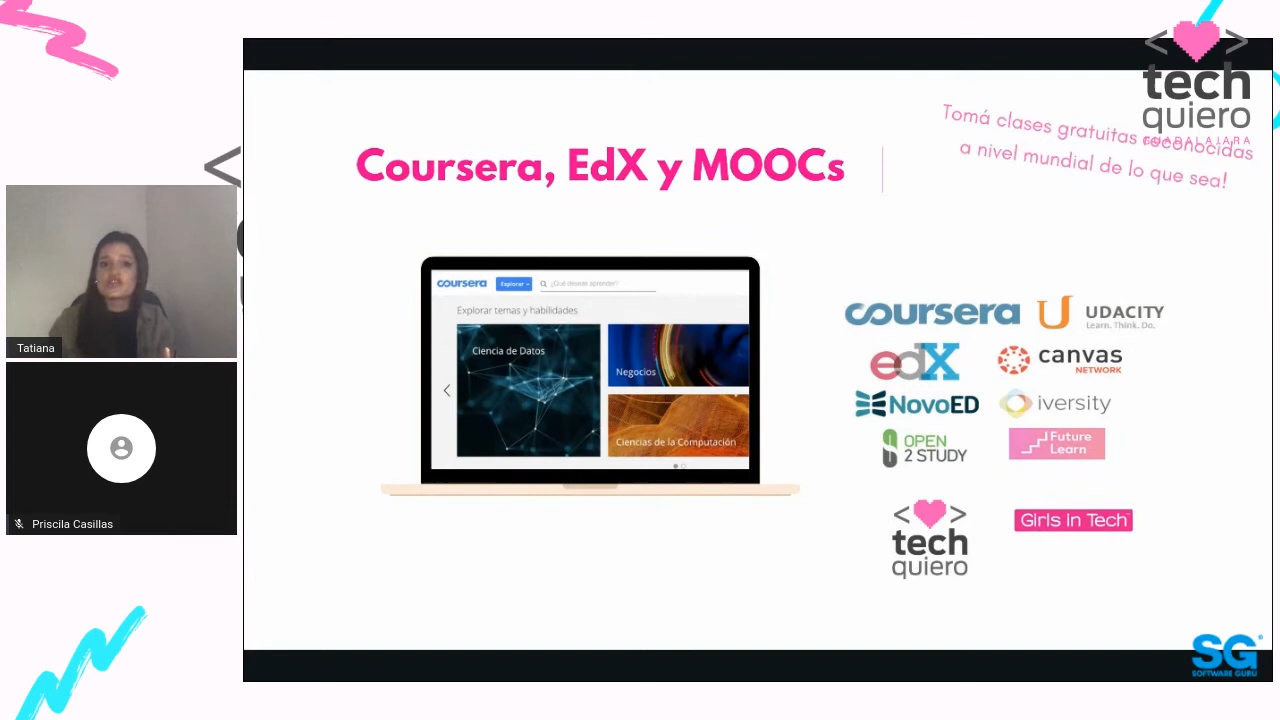 tech
quiero
GUADALAJARA
Tomá clases gratuitas reconocidas
a nivel mundial de lo que sea!
Coursera, EdX y MOOCs
coursera
Explorar
¿Qué deseas aprender?
Explorar temas y habilidades
Ciencia de Datos
Negocios
Ciencias de la Computación
coursera
UDACITY
Learn. Think. Do.
edX
canvas
NETWORK
NovoED
iversity
OPEN
2 STUDY
Future
Learn
<>
tech
quiero
Girls in Tech
Tatiana
Priscila Casillas
SG
SOFTWARE GURU